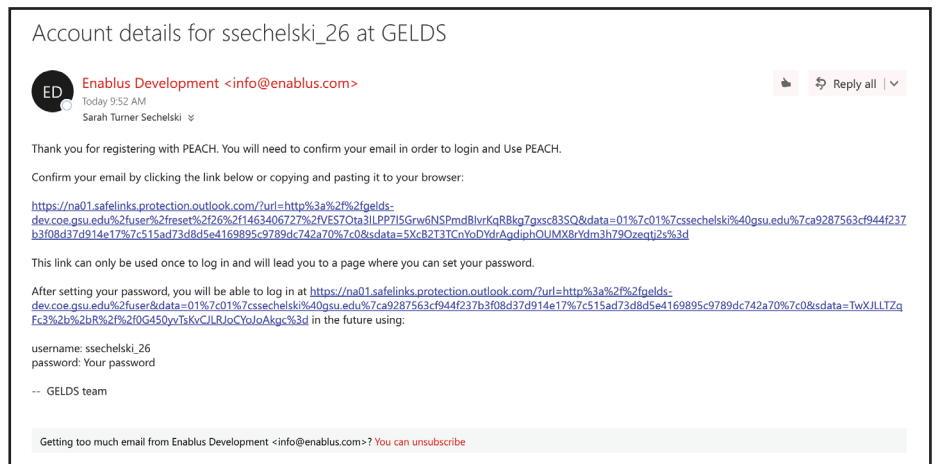 Account details for ssechelski_26 at GELDS
ED
Enablus Development <info@enablus.com>
Reply all
Today 9:52 AM
Sarah Turner Sechelski
Thank you for registering with PEACH. You will need to confirm your email in order to login and Use PEACH.
Confirm your email by clicking the link below or copying and pasting it to your browser:
https://na01.safelinks.protection.outlook.com/?url=http%3a%2f%2fgelds-
dev.coe.gsu.edu%2fuser%2freset%2f26%2f1463406727%2fVES7Ota3ILPP7I5Grw6NSPmdBIvrKqRBkg7gxsc83SQ&data=01%7c01%7cssechelski%40gsu.edu%7ca9287563cf944f237
b3f08d37d914e17%7c515ad73d8d5e4169895c9789dc742a70%7c0&sdata=5XcB2T3TCnYoDYdrAgdiphOUMX8rYdm3h79Ozeqtj2s%3d
This link can only be used once to log in and will lead you to a page where you can set your password.
After setting your password, you will be able to log in at https://na01.safelinks.protection.outlook.com/?url=http%3a%2f%2fgelds-
dev.coe.gsu.edu%2fuser&data=01%7c01%7cssechelski%40gsu.edu%7ca9287563cf944f237b3f08d37d914e17%7c515ad73d8d5e4169895c9789dc742a70%7c0&sdata=TwXJLLTZq
Fc3%2b%2bR%2f%2f0G450yvTsKvCJLRJoCYoJoAkgc%3d in the future using:
username: ssechelski_26
password: Your password
-- GELDS team
Getting too much email from Enablus Development <info@enablus.com>? You can unsubscribe